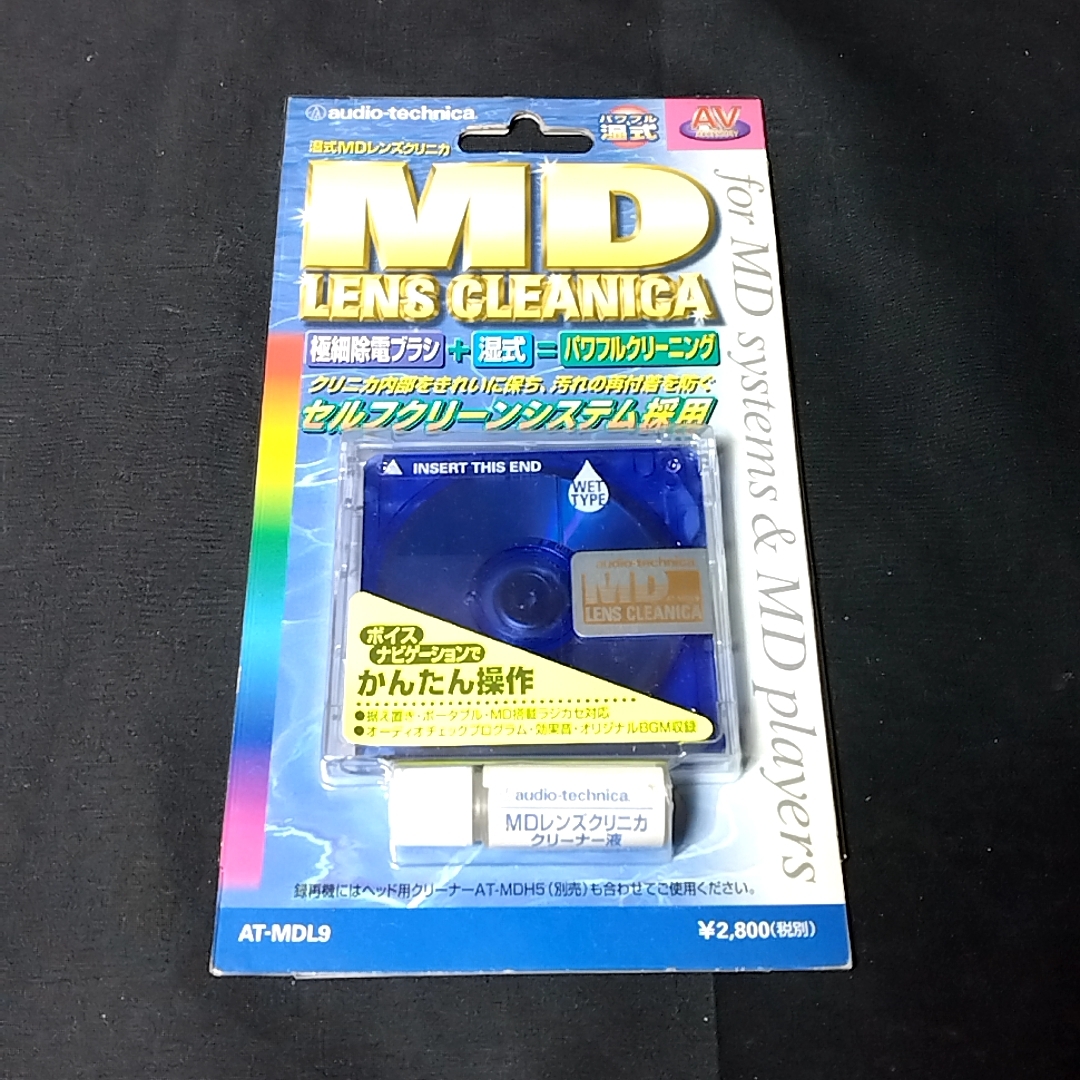 audio-technica
パワフル
湿式
AV
ACCESSORY
湿式MDレンズクリニカ
MD
LENS CLEANICA
極細除電ブラシ + 湿式 = パワフルクリーニング
クリニカ内部をきれいに保ち、汚れの再付着を防ぐ
セルフクリーンシステム採用
for MD systems & MD players
INSERT THIS END
WET
TYPE
audio-technica
MD
LENS CLEANICA
ボイス
ナビゲーションで
かんたん操作
●据え置き・ポータブル・MD搭載ラジカセ対応
●オーディオチェックプログラム・効果音・オリジナルBGM収録
audio-technica
MDレンズクリニカ
クリーナー液
録再機にはヘッド用クリーナーAT-MDH5（別売）も合わせてご使用ください。
AT-MDL9
¥2,800(税別)